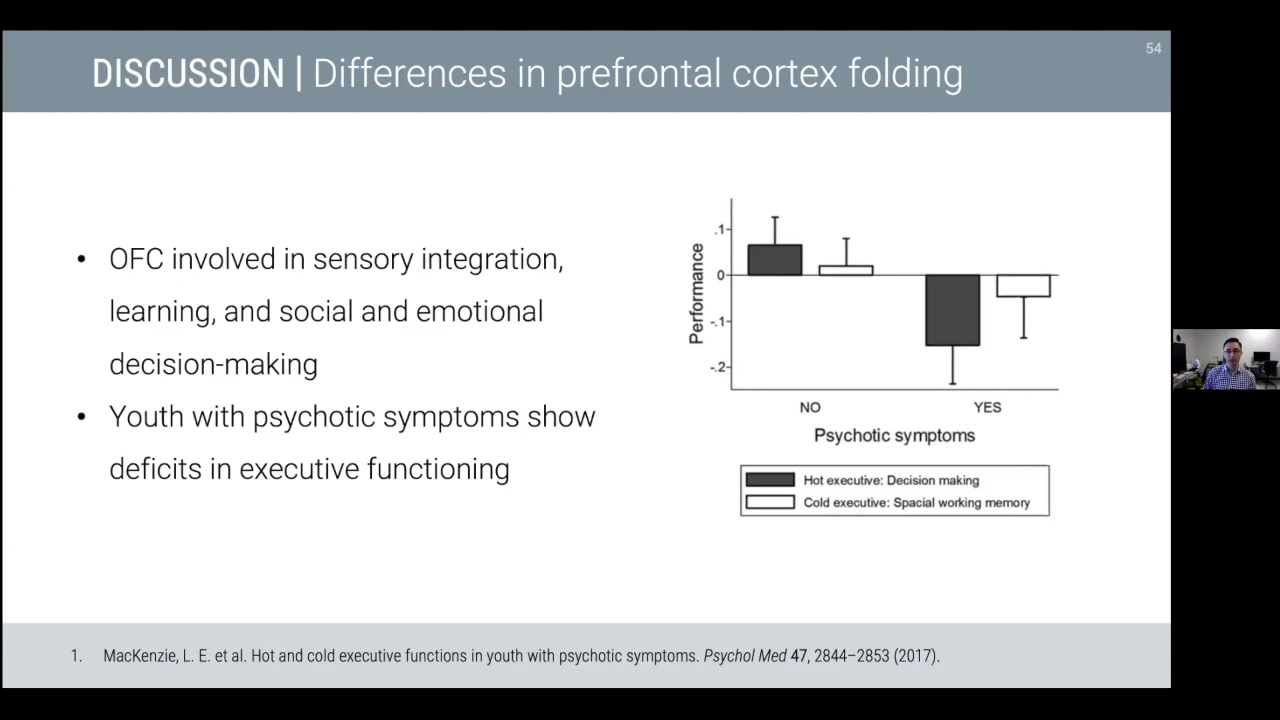 54
DISCUSSION | Differences in prefrontal cortex folding
• OFC involved in sensory integration,
learning, and social and emotional
decision-making
• Youth with psychotic symptoms show
deficits in executive functioning
Performance
.1
0
-.1
-.2
NO YES
Psychotic symptoms
Hot executive: Decision making
Cold executive: Spacial working memory
1. MacKenzie, L. E. et al. Hot and cold executive functions in youth with psychotic symptoms. Psychol Med 47, 2844–2853 (2017).